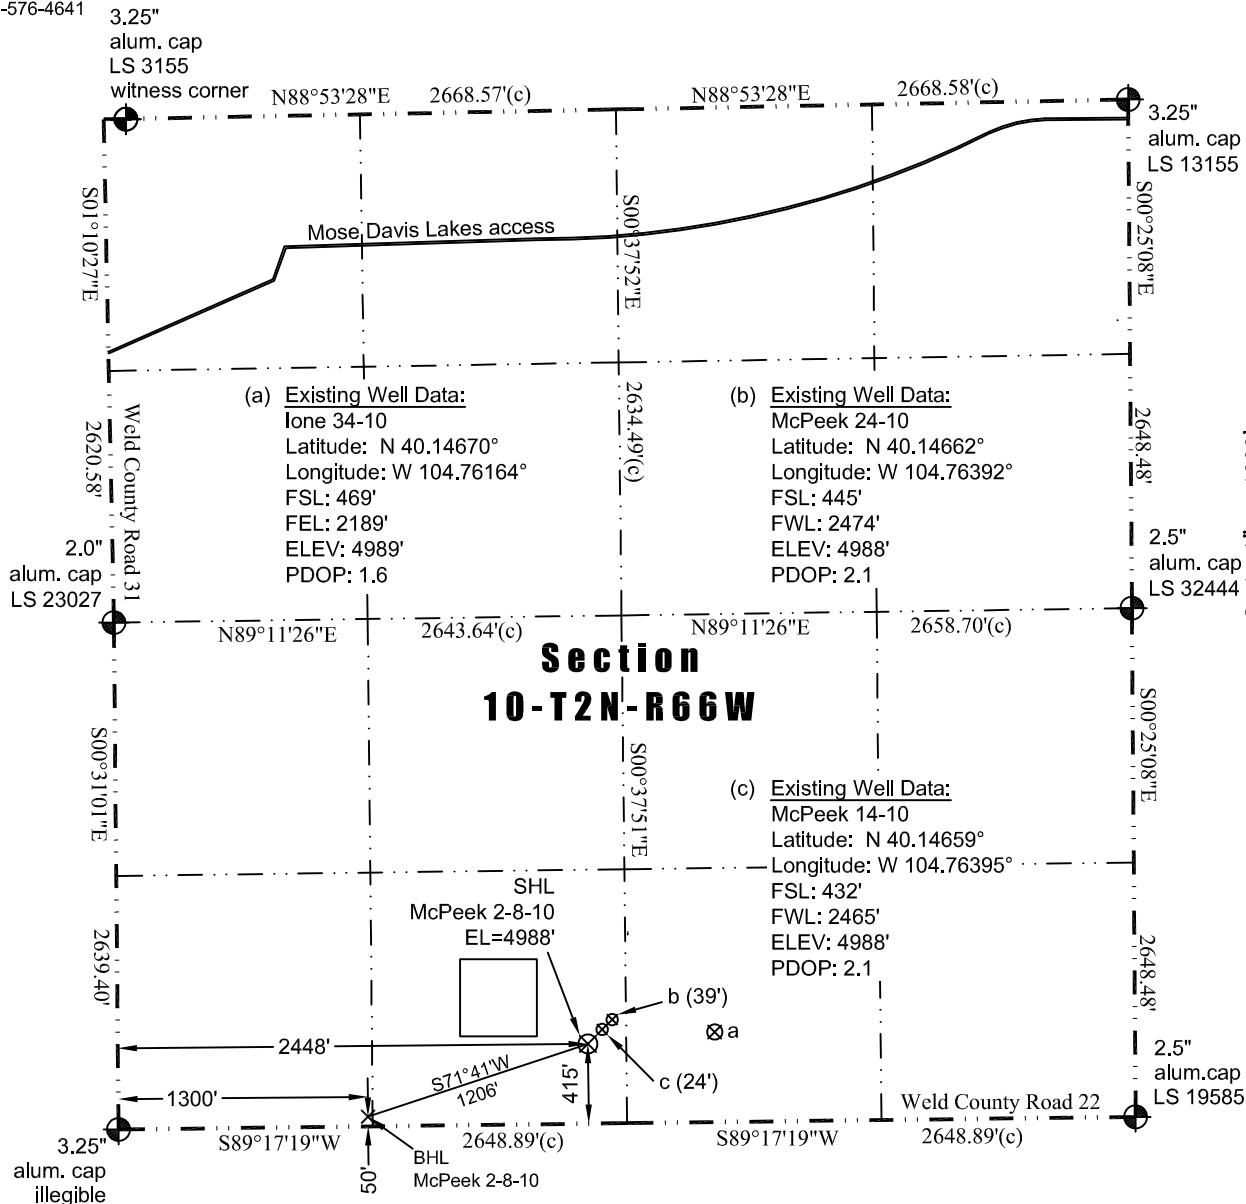 -576-4641
3.25"
alum. cap
LS 3155
witness corner
N88°53'28"E
2668.57'(c)
N88°53'28"E
2668.58'(c)
3.25"
alum. cap
LS 13155
S01°10'27"E
Mose Davis Lakes access
S00°37'52"E
S00°25'08"E
(a) Existing Well Data:
Ione 34-10
Latitude: N 40.14670°
Longitude: W 104.76164°
FSL: 469'
FEL: 2189'
ELEV: 4989'
PDOP: 1.6
(b) Existing Well Data:
McPeek 24-10
Latitude: N 40.14662°
Longitude: W 104.76392°
FSL: 445'
FWL: 2474'
ELEV: 4988'
PDOP: 2.1
Weld County Road 31
2620.58'
2634.49'(c)
2648.48'
2.0"
alum. cap
LS 23027
2.5"
alum. cap
LS 32444
N89°11'26"E
2643.64'(c)
N89°11'26"E
2658.70'(c)
Section
10-T2N-R66W
S00°31'01"E
S00°37'51"E
S00°25'08"E
(c) Existing Well Data:
McPeek 14-10
Latitude: N 40.14659°
Longitude: W 104.76395°
FSL: 432'
FWL: 2465'
ELEV: 4988'
PDOP: 2.1
SHL
McPeek 2-8-10
EL=4988'
2639.40'
2648.48'
b (39')
a
c (24')
2448'
S71°41'W
1206'
415'
1300'
Weld County Road 22
2.5"
alum.cap
LS 19585
3.25"
alum. cap
illegible
S89°17'19"W
2648.89'(c)
S89°17'19"W
2648.89'(c)
50'
BHL
McPeek 2-8-10